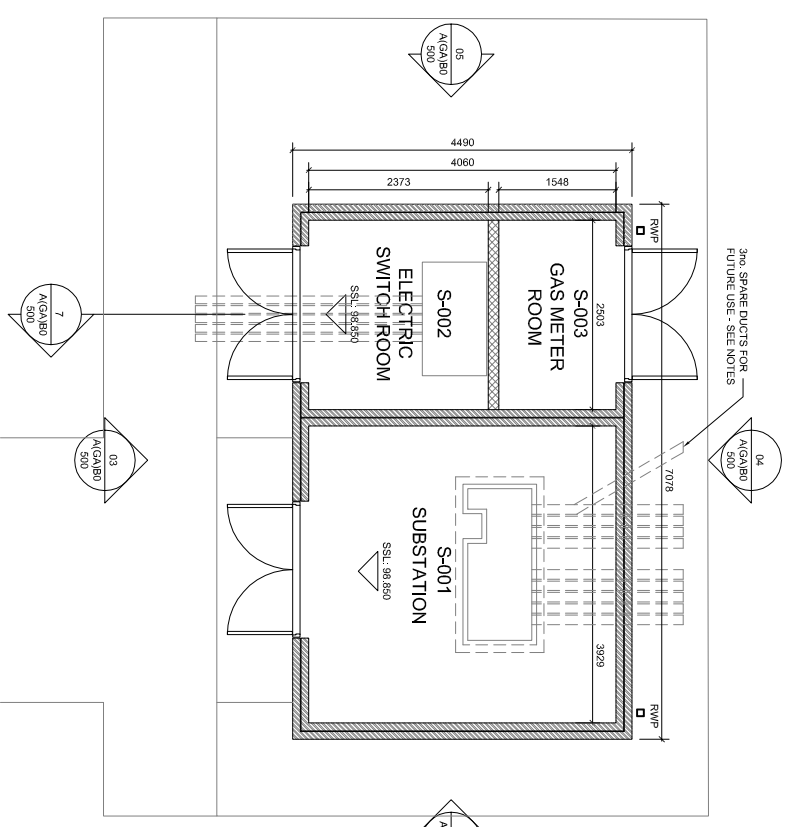 05
A(GA)B0
500
4490
4060
2373
1548
RWP
3no. SPARE DUCTS FOR
FUTURE USE - SEE NOTES
S-003
GAS METER
ROOM
2503
S-002
ELECTRIC
SWITCH ROOM
SSL: 98.850
7
A(GA)B0
500
03
A(GA)B0
500
04
A(GA)B0
500
7078
S-001
SUBSTATION
SSL: 98.850
3929
RWP